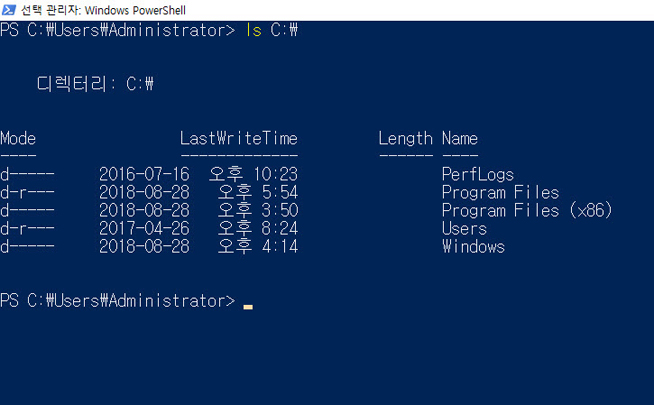 선택 관리자: Windows PowerShell
PS C:₩Users₩Administrator> ls C:₩
디렉터리: C:₩
Mode LastWriteTime Length Name
---- ------------- ------ ----
d----- 2016-07-16 오후 10:23 PerfLogs
d-r--- 2018-08-28 오후 5:54 Program Files
d----- 2018-08-28 오후 3:50 Program Files (x86)
d-r--- 2017-04-26 오후 8:24 Users
d----- 2018-08-28 오후 4:14 Windows
PS C:₩Users₩Administrator>